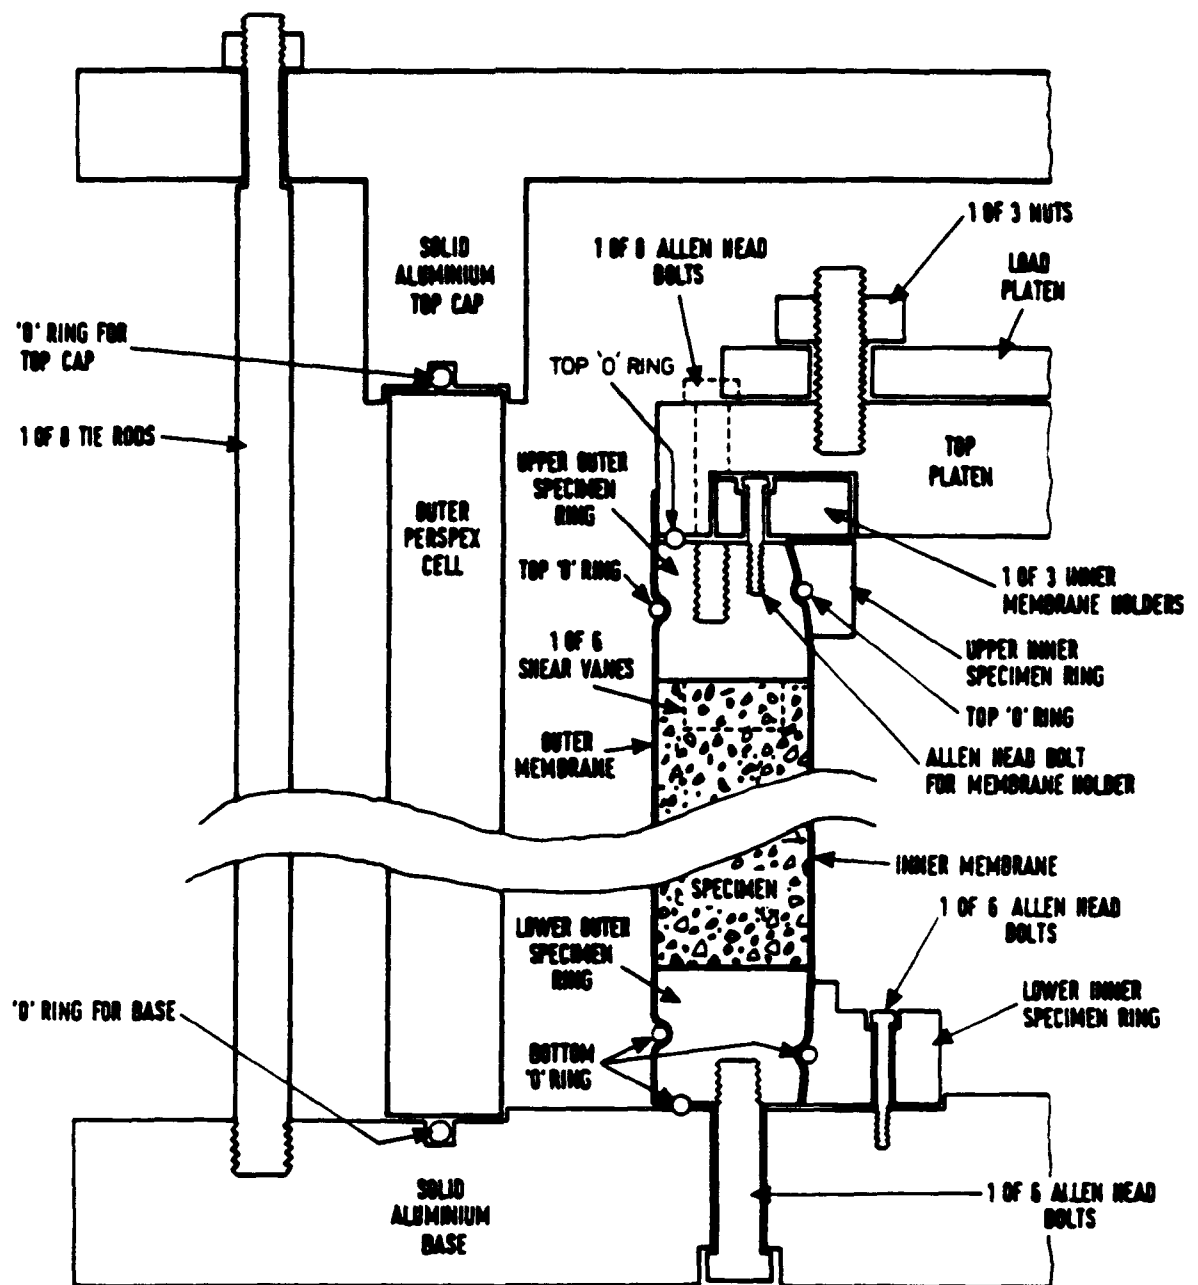 1 OF 3 NUTS
SOLID
ALUMINIUM
TOP CAP
1 OF 8 ALLEN HEAD
BOLTS
LOAD
PLATEN
'O' RING FOR
TOP CAP
TOP 'O' RING
1 OF 8 TIE RODS
UPPER OUTER
SPECIMEN
RING
TOP
PLATEN
OUTER
PERSPEX
CELL
TOP 'O' RING
1 OF 3 INNER
MEMBRANE HOLDERS
1 OF 6
SHEAR VANES
UPPER INNER
SPECIMEN RING
TOP 'O' RING
OUTER
MEMBRANE
ALLEN HEAD BOLT
FOR MEMBRANE HOLDER
INNER MEMBRANE
SPECIMEN
1 OF 6 ALLEN HEAD
BOLTS
LOWER OUTER
SPECIMEN
RING
LOWER INNER
SPECIMEN RING
'O' RING FOR BASE
BOTTOM
'O' RING
SOLID
ALUMINIUM
BASE
1 OF 6 ALLEN HEAD
BOLTS